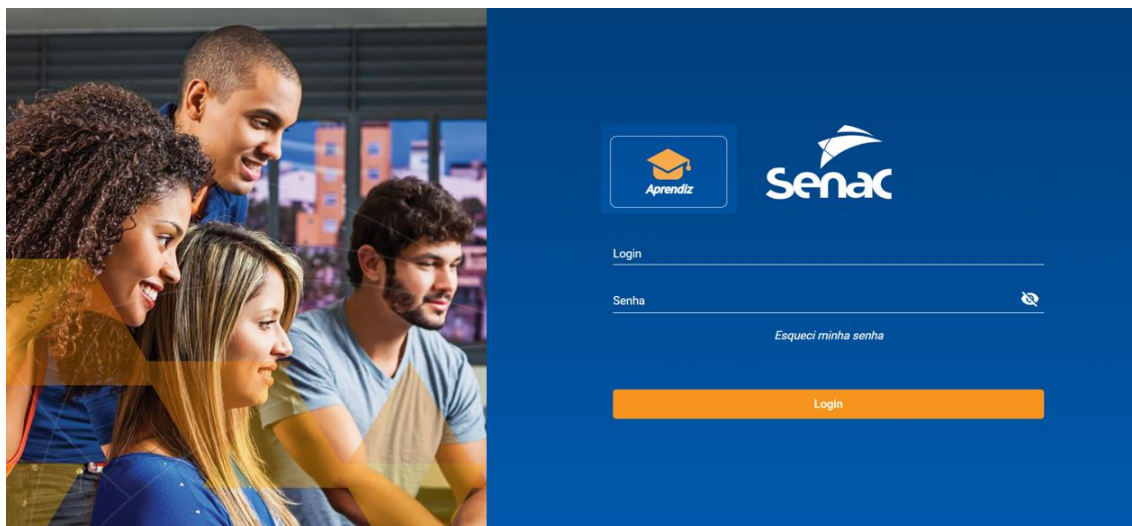 Aprendiz
Senac
Login
Senha
Esqueci minha senha
Login